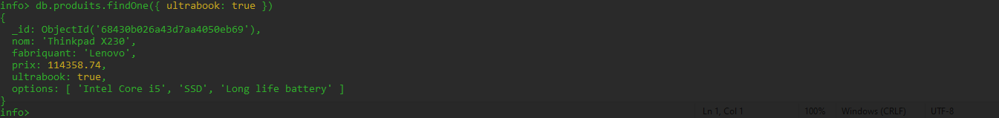 info> db.produits.findOne({ ultrabook: true })
{
  _id: ObjectId('68430b026a43d7aa4050eb69'),
  nom: 'Thinkpad X230',
  fabriquant: 'Lenovo',
  prix: 114358.74,
  ultrabook: true,
  options: [ 'Intel Core i5', 'SSD', 'Long life battery' ]
}
info>
Ln 1, Col 1 100% Windows (CRLF) UTF-8